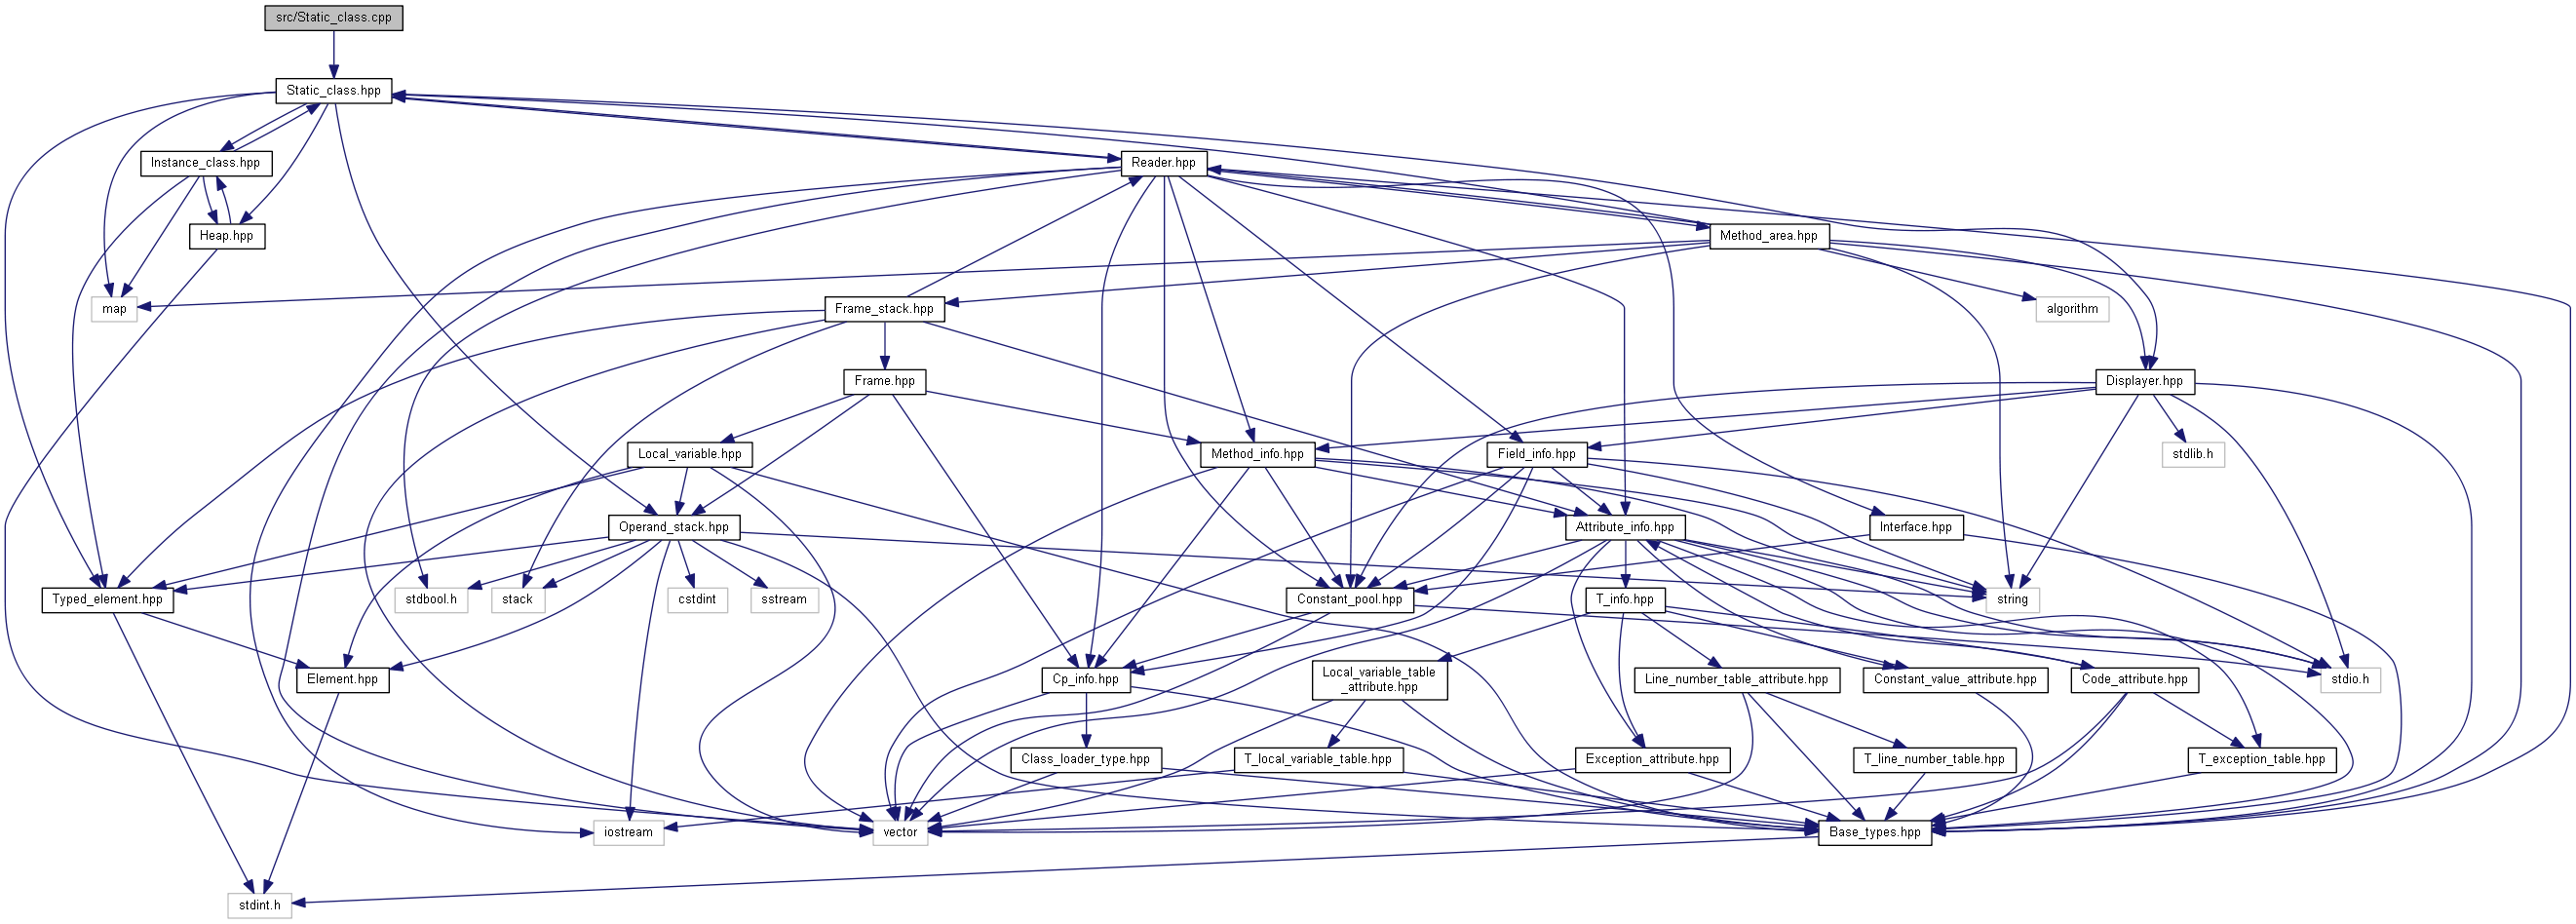 src/Static_class.cpp
Static_class.hpp
Instance_class.hpp
Reader.hpp
Heap.hpp
Method_area.hpp
map
Frame_stack.hpp
algorithm
Frame.hpp
Displayer.hpp
Local_variable.hpp
Method_info.hpp
Field_info.hpp
stdlib.h
Operand_stack.hpp
Attribute_info.hpp
Interface.hpp
Typed_element.hpp
stdbool.h
stack
cstdint
sstream
Constant_pool.hpp
T_info.hpp
string
Element.hpp
Cp_info.hpp
Local_variable_table
_attribute.hpp
Line_number_table_attribute.hpp
Constant_value_attribute.hpp
Code_attribute.hpp
stdio.h
Class_loader_type.hpp
T_local_variable_table.hpp
Exception_attribute.hpp
T_line_number_table.hpp
T_exception_table.hpp
iostream
vector
Base_types.hpp
stdint.h